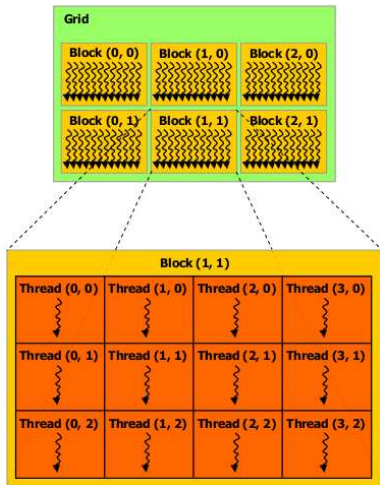 Grid
Block (0, 0) Block (1, 0) Block (2, 0)
Block (0, 1) Block (1, 1) Block (2, 1)
Block (1, 1)
Thread (0, 0) Thread (1, 0) Thread (2, 0) Thread (3, 0)
Thread (0, 1) Thread (1, 1) Thread (2, 1) Thread (3, 1)
Thread (0, 2) Thread (1, 2) Thread (2, 2) Thread (3, 2)